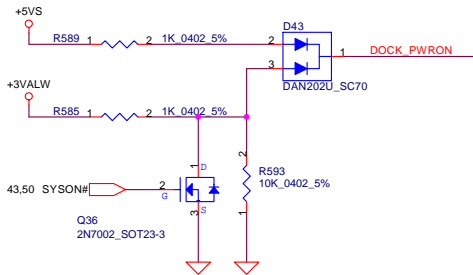 +5VS
D43
R589 1 2 1K_0402_5% 2
1 DOCK_PWRON
3
+3VALW
DAN202U_SC70
R585 1 2 1K_0402_5%
2
1 D
R593
10K_0402_5%
43,50 SYSON# 2 G
3 S
1
Q36
2N7002_SOT23-3